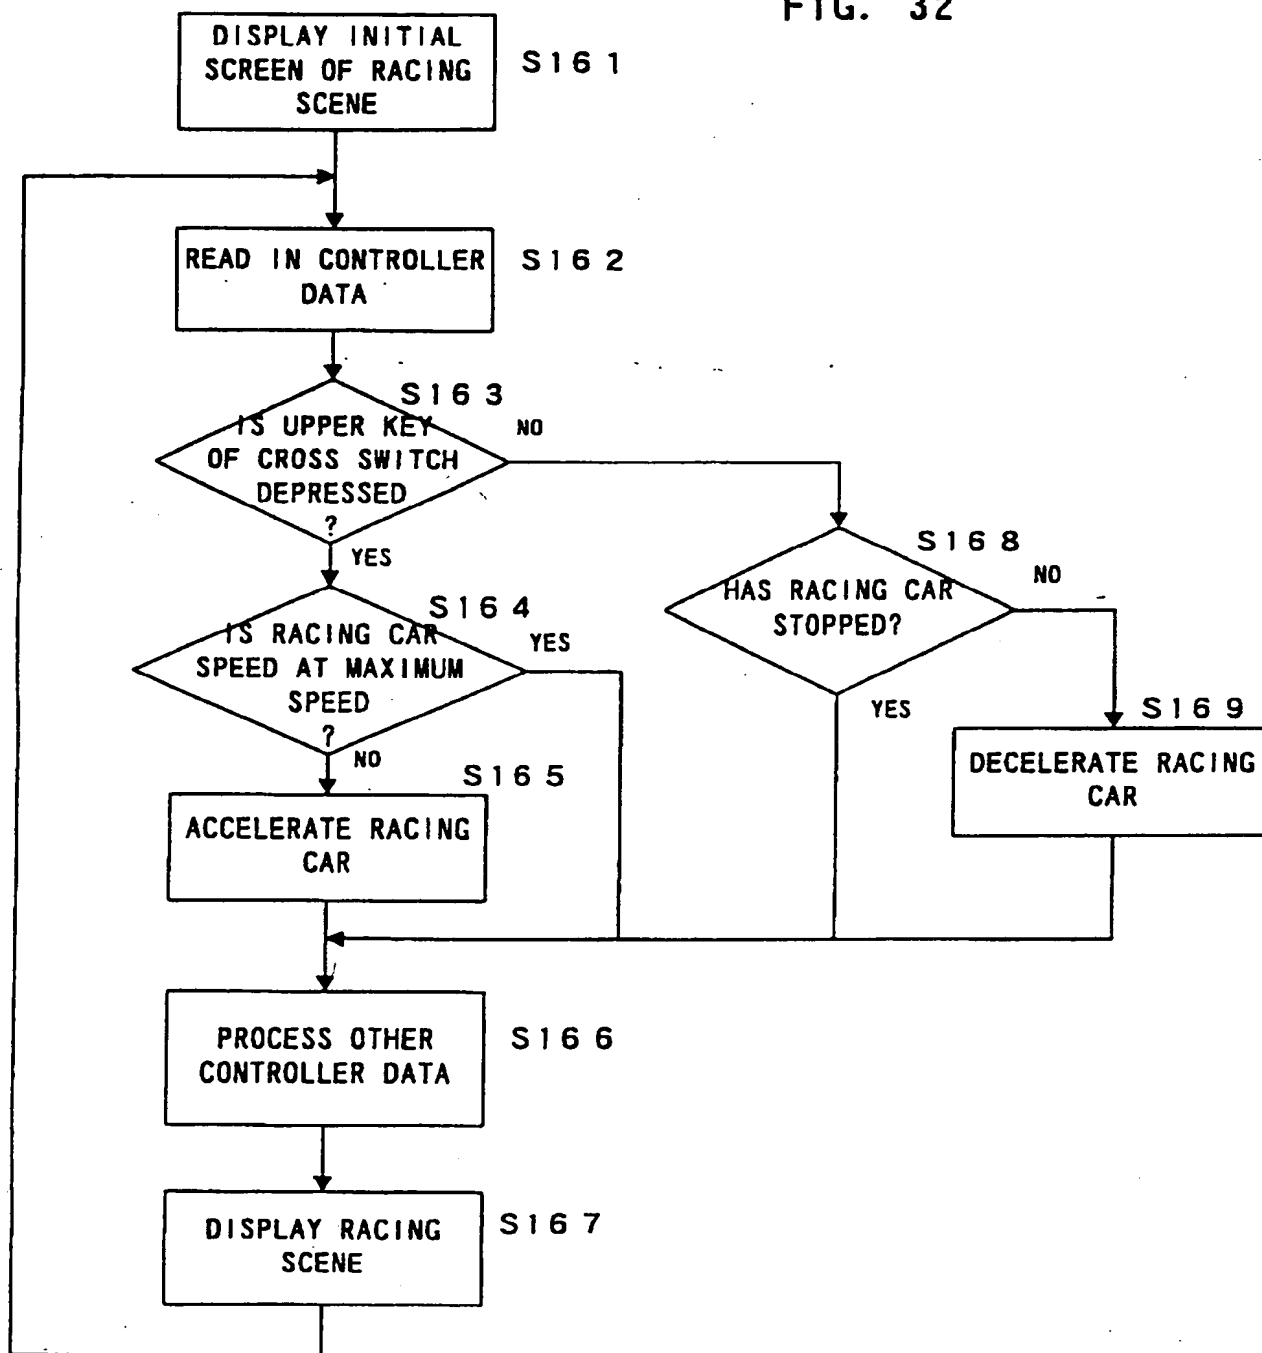 FIG. 32
DISPLAY INITIAL
SCREEN OF RACING
SCENE
S161
READ IN CONTROLLER
DATA
S162
S163
IS UPPER KEY
OF CROSS SWITCH
DEPRESSED
?
NO
YES
S164
IS RACING CAR
SPEED AT MAXIMUM
SPEED
?
YES
NO
S168
HAS RACING CAR
STOPPED?
NO
YES
S165
ACCELERATE RACING
CAR
S169
DECELERATE RACING
CAR
PROCESS OTHER
CONTROLLER DATA
S166
DISPLAY RACING
SCENE
S167